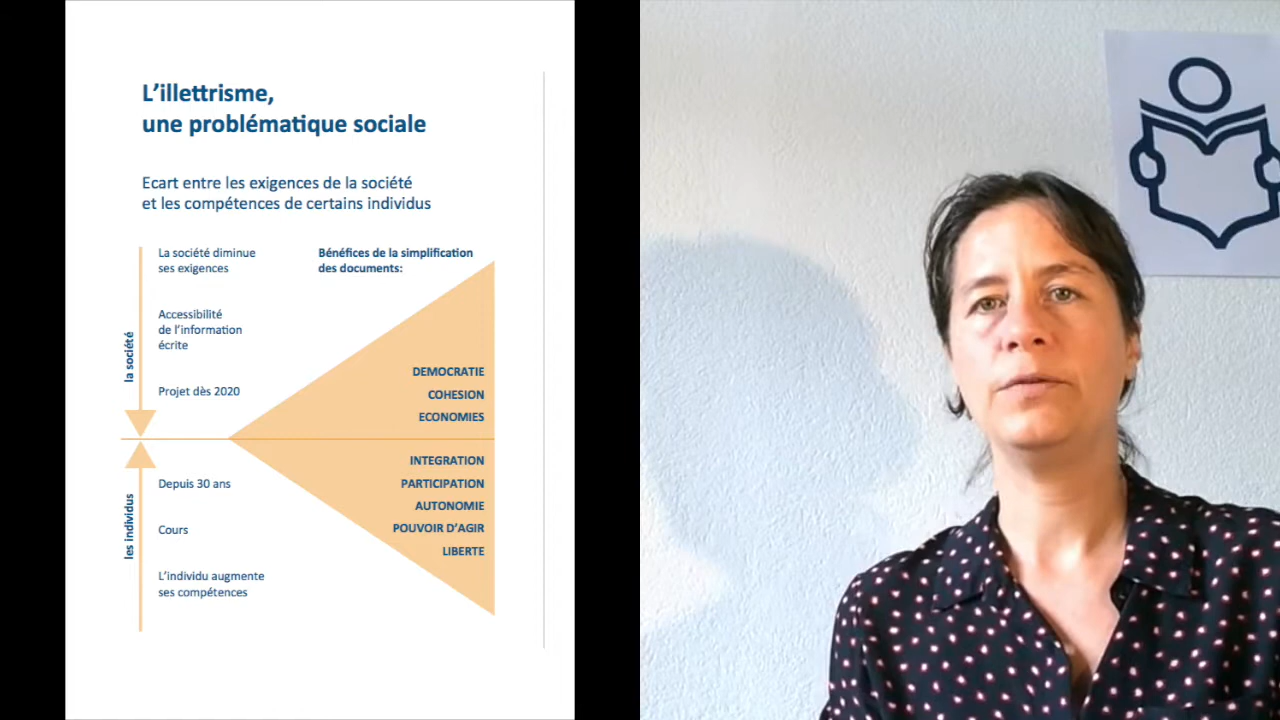 L'illettrisme,
une problématique sociale
Ecart entre les exigences de la société
et les compétences de certains individus
la société
La société diminue
ses exigences
Accessibilité
de l'information
écrite
Projet dès 2020
Bénéfices de la simplification
des documents:
DEMOCRATIE
COHESION
ECONOMIES
INTEGRATION
PARTICIPATION
AUTONOMIE
POUVOIR D'AGIR
LIBERTE
les individus
Depuis 30 ans
Cours
L'individu augmente
ses compétences